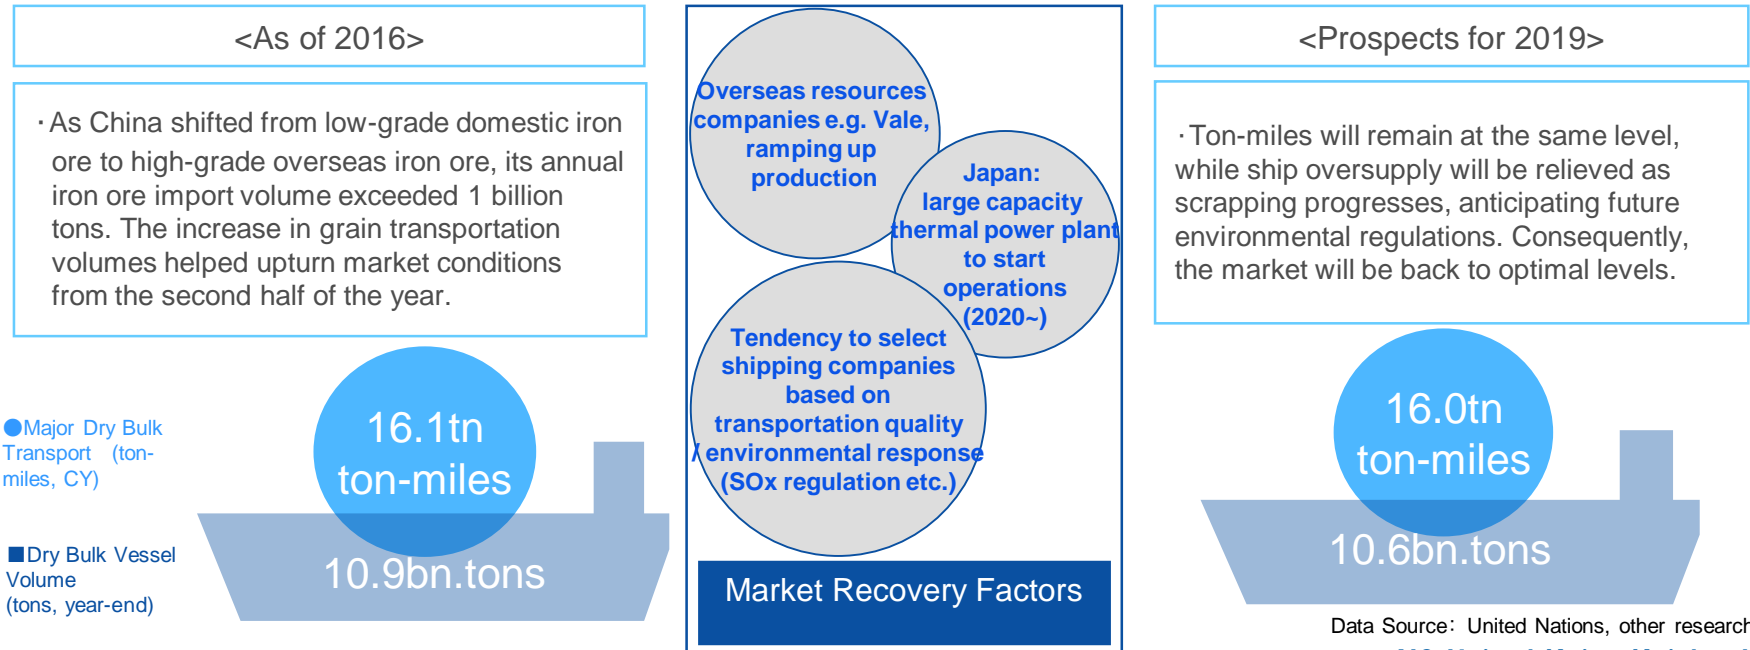 <As of 2016>
・As China shifted from low-grade domestic iron
ore to high-grade overseas iron ore, its annual
iron ore import volume exceeded 1 billion
tons. The increase in grain transportation
volumes helped upturn market conditions
from the second half of the year.
●Major Dry Bulk
Transport (ton-
miles, CY)
16.1tn
ton-miles
■Dry Bulk Vessel
Volume
(tons, year-end)
10.9bn.tons
Overseas resources
companies e.g. Vale,
ramping up
production
Japan:
large capacity
thermal power plant
to start
operations
(2020~)
Tendency to select
shipping companies
based on
transportation quality
/ environmental response
(SOx regulation etc.)
Market Recovery Factors
<Prospects for 2019>
・Ton-miles will remain at the same level,
while ship oversupply will be relieved as
scrapping progresses, anticipating future
environmental regulations. Consequently,
the market will be back to optimal levels.
16.0tn
ton-miles
10.6bn.tons
Data Source: United Nations, other research